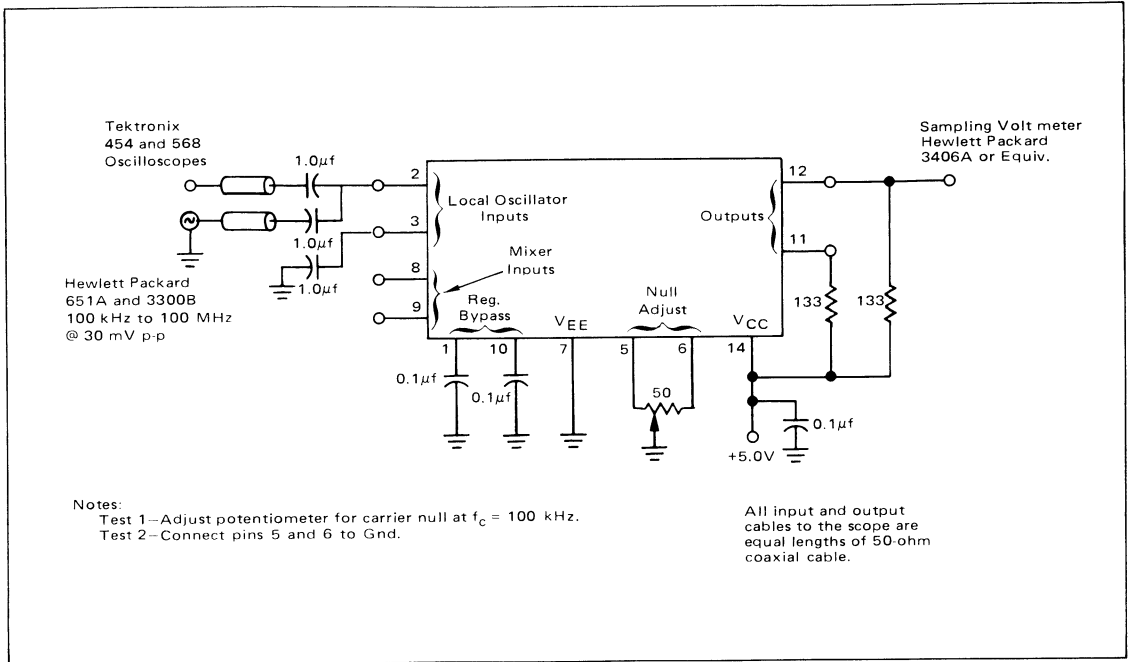 Tektronix
454 and 568
Oscilloscopes
1.0μf
1.0μf
1.0μf
Hewlett Packard
651A and 3300B
100 kHz to 100 MHz
@ 30 mV p-p
2
3
8
9
Local Oscillator
Inputs
Mixer
Inputs
Reg.
Bypass
VEE
Null
Adjust
VCC
Outputs
12
11
1
10
7
5
6
14
0.1μf
0.1μf
50
133
133
0.1μf
+5.0V
Sampling Volt meter
Hewlett Packard
3406A or Equiv.
Notes:
Test 1—Adjust potentiometer for carrier null at fc = 100 kHz.
Test 2—Connect pins 5 and 6 to Gnd.
All input and output
cables to the scope are
equal lengths of 50-ohm
coaxial cable.